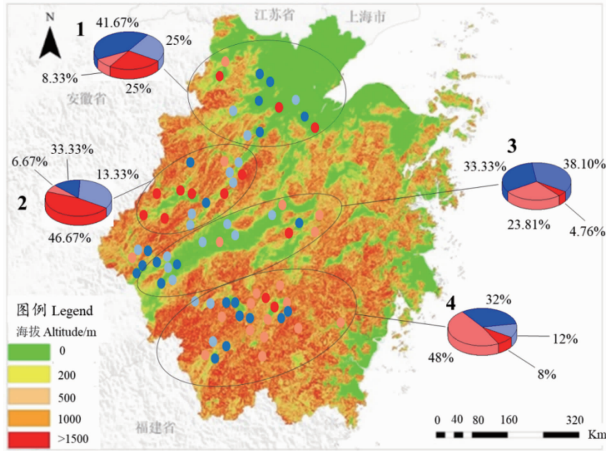 江苏省
上海市
N
1
41.67%
25%
8.33%
25%
安徽省
33.33%
6.67%
13.33%
2
46.67%
3
33.33%
38.10%
23.81%
4.76%
4
32%
12%
48%
8%
图例 Legend
海拔 Altitude/m
0
200
500
1000
>1500
福建省
0 40 80 160 320
Km